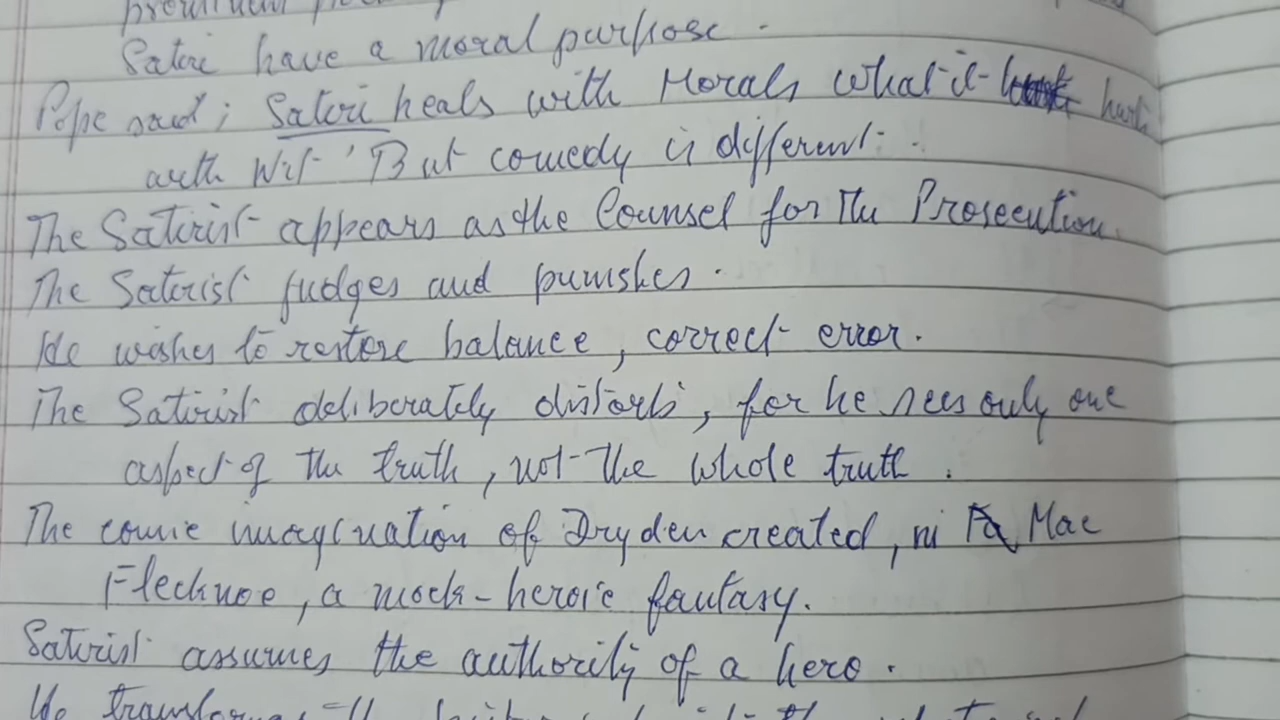 Satire have a moral purpose.
Pope said; Satire heals with Morals what it hurts
with Wit' But comedy is different.
The Satirist appears as the Counsel for The Prosecution.
The Satirist judges and punishes.
He wishes to restore balance, correct error.
The Satirist deliberately distorts, for he sees only one
aspect of the truth, not the whole truth.
The comic imagination of Dryden created, in Mac
Flecknoe, a mock-heroic fantasy.
Satirist assumes the authority of a hero.
He